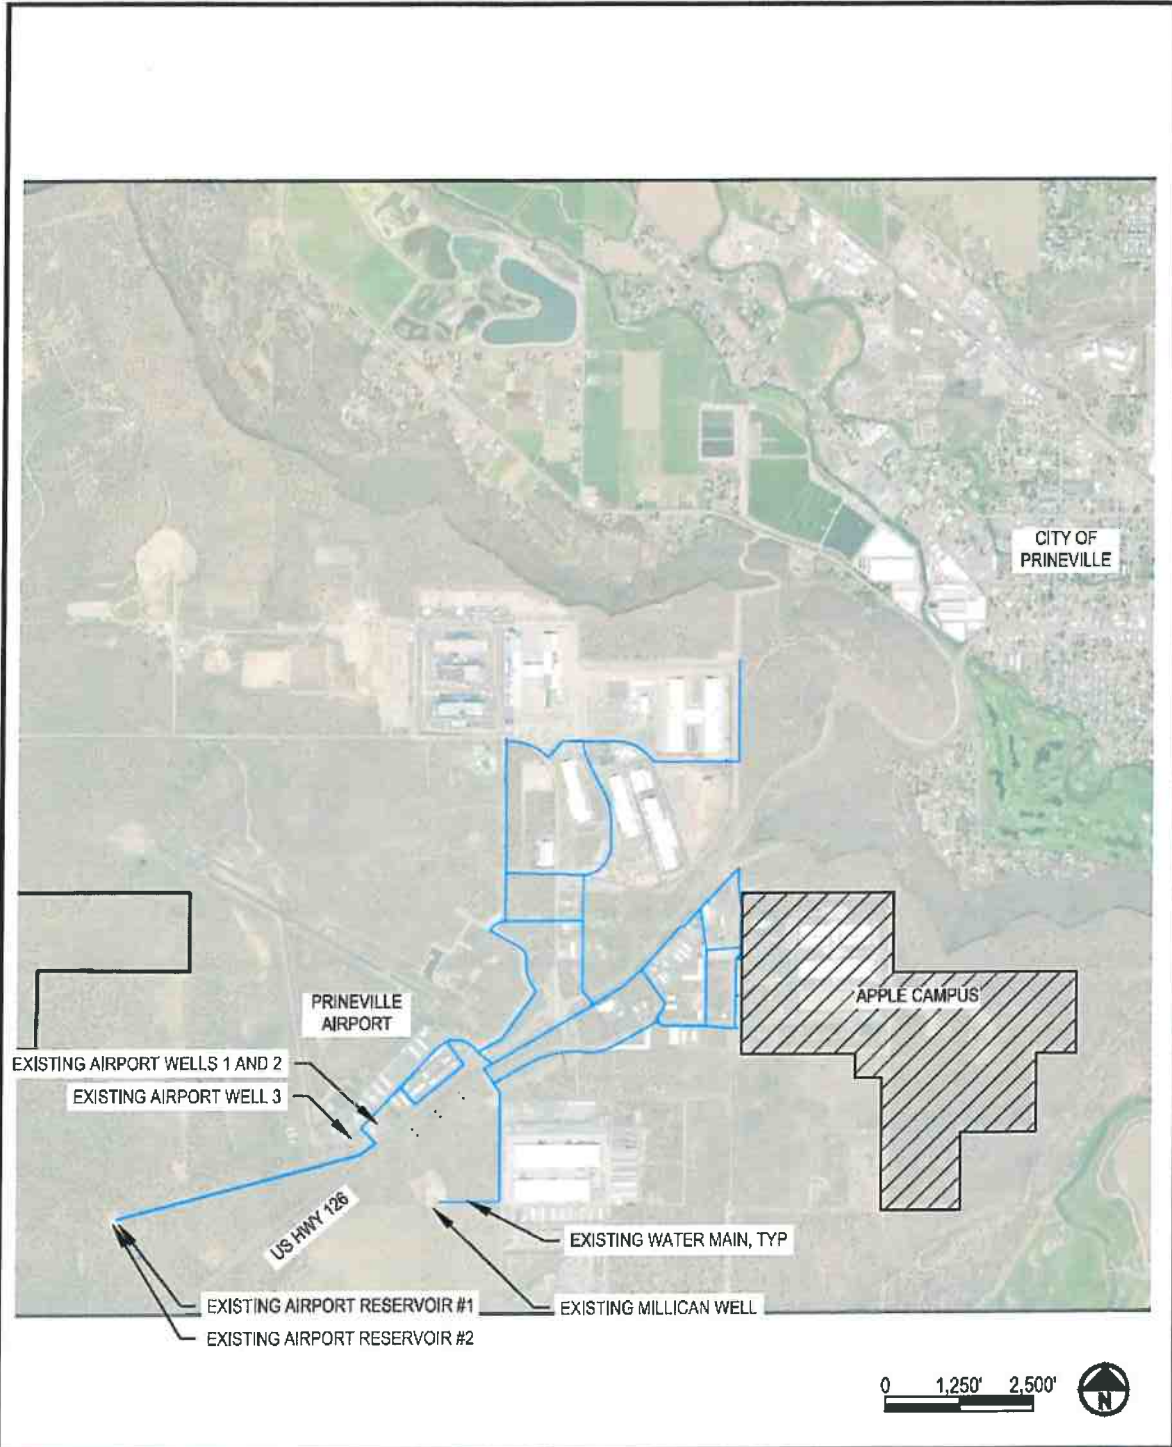 CITY OF
PRINEVILLE
APPLE CAMPUS
PRINEVILLE
AIRPORT
EXISTING AIRPORT WELLS 1 AND 2
EXISTING AIRPORT WELL 3
US HWY 126
EXISTING WATER MAIN, TYP
EXISTING AIRPORT RESERVOIR #1
EXISTING MILLICAN WELL
EXISTING AIRPORT RESERVOIR #2
0 1,250' 2,500'
N